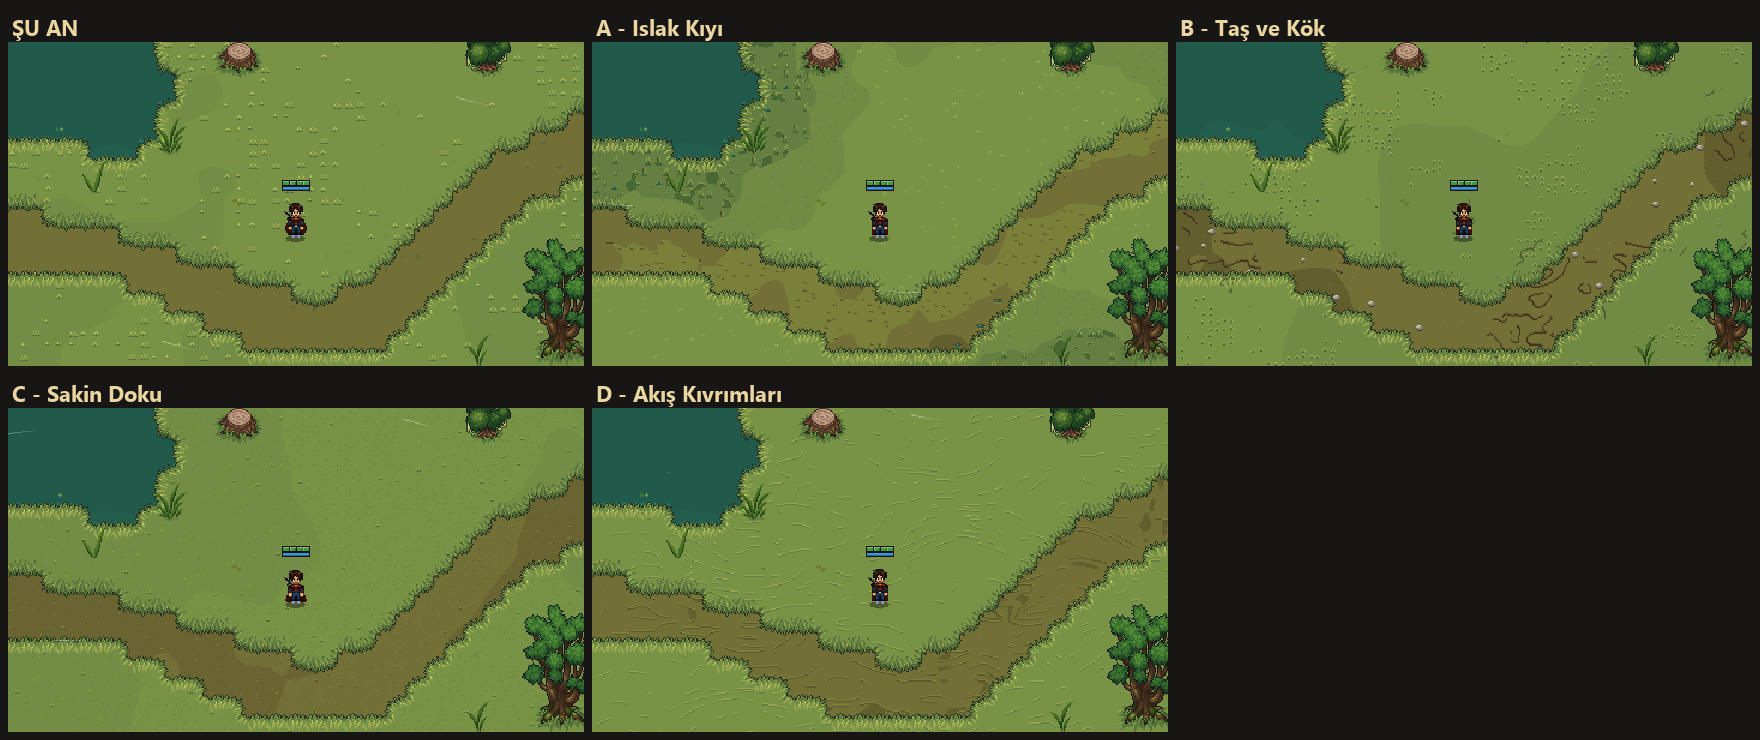 ŞU AN
A - Islak Kıyı
B - Taş ve Kök
C - Sakin Doku
D - Akış Kıvrımları